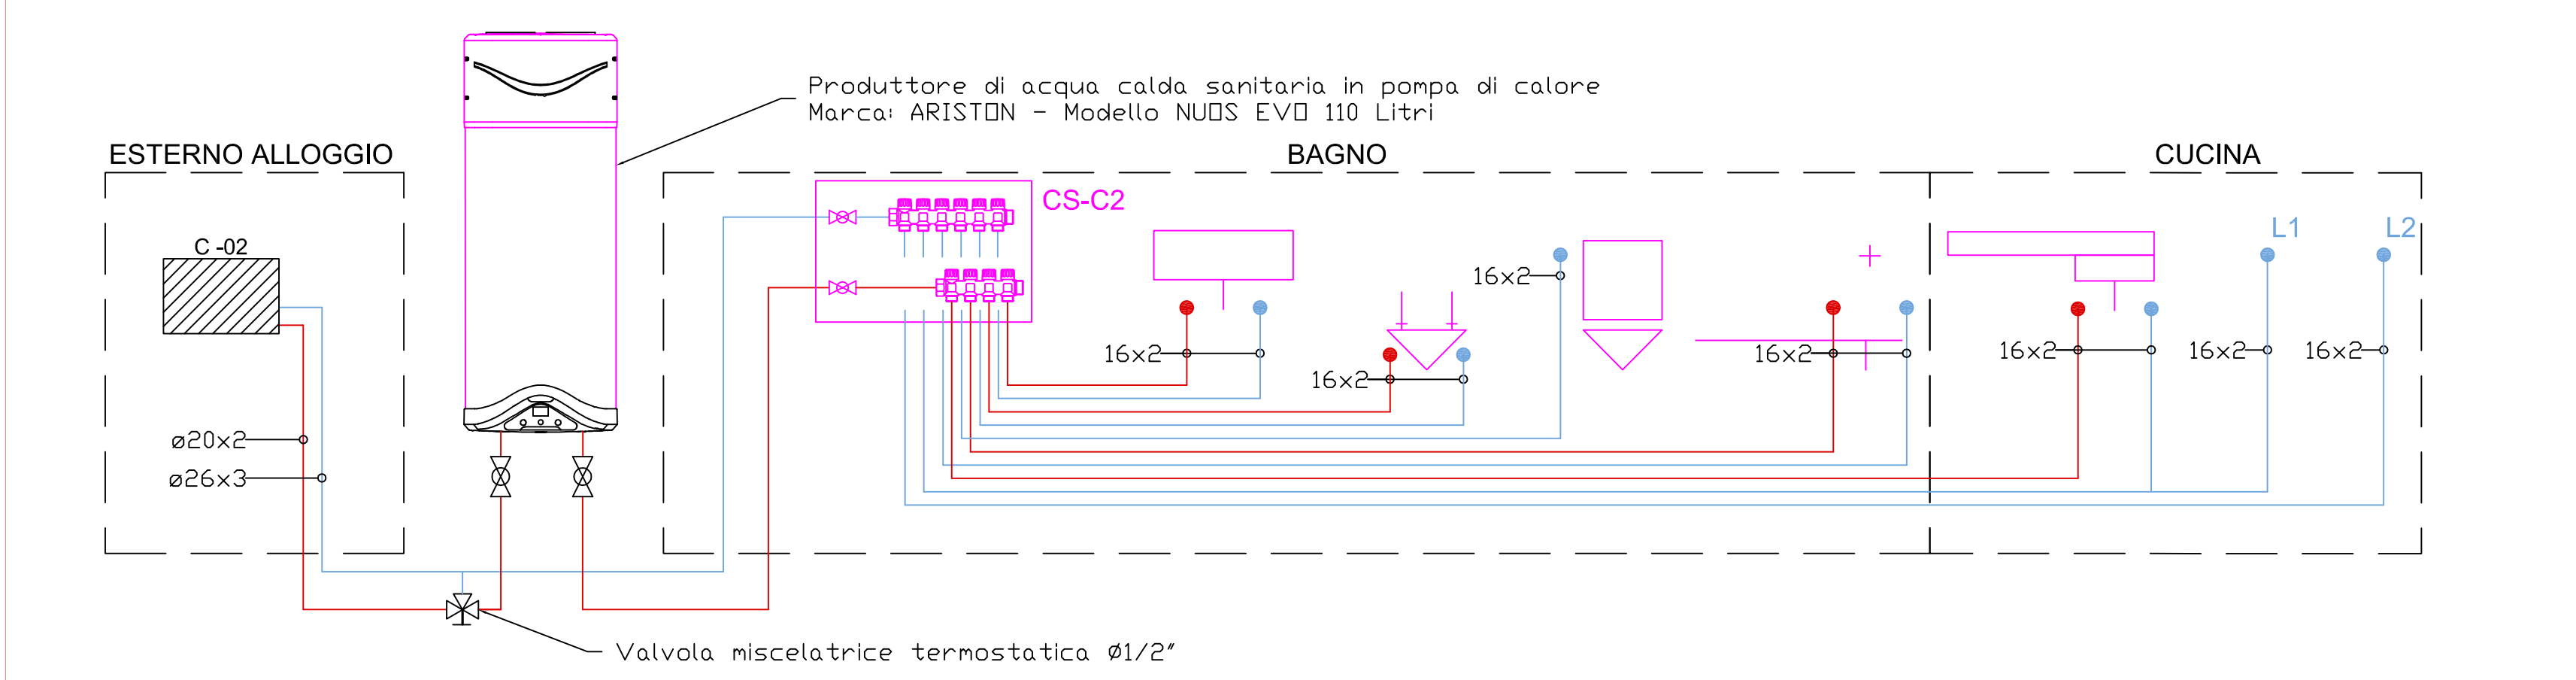 Produttore di acqua calda sanitaria in pompa di calore
Marca: ARISTON - Modello NUOS EVO 110 Litri
ESTERNO ALLOGGIO
BAGNO
CUCINA
CS-C2
L1
L2
C -02
16x2
16x2
16x2
16x2
16x2
16x2
16x2
ø20x2
ø26x3
Valvola miscelatrice termostatica Ø1/2"